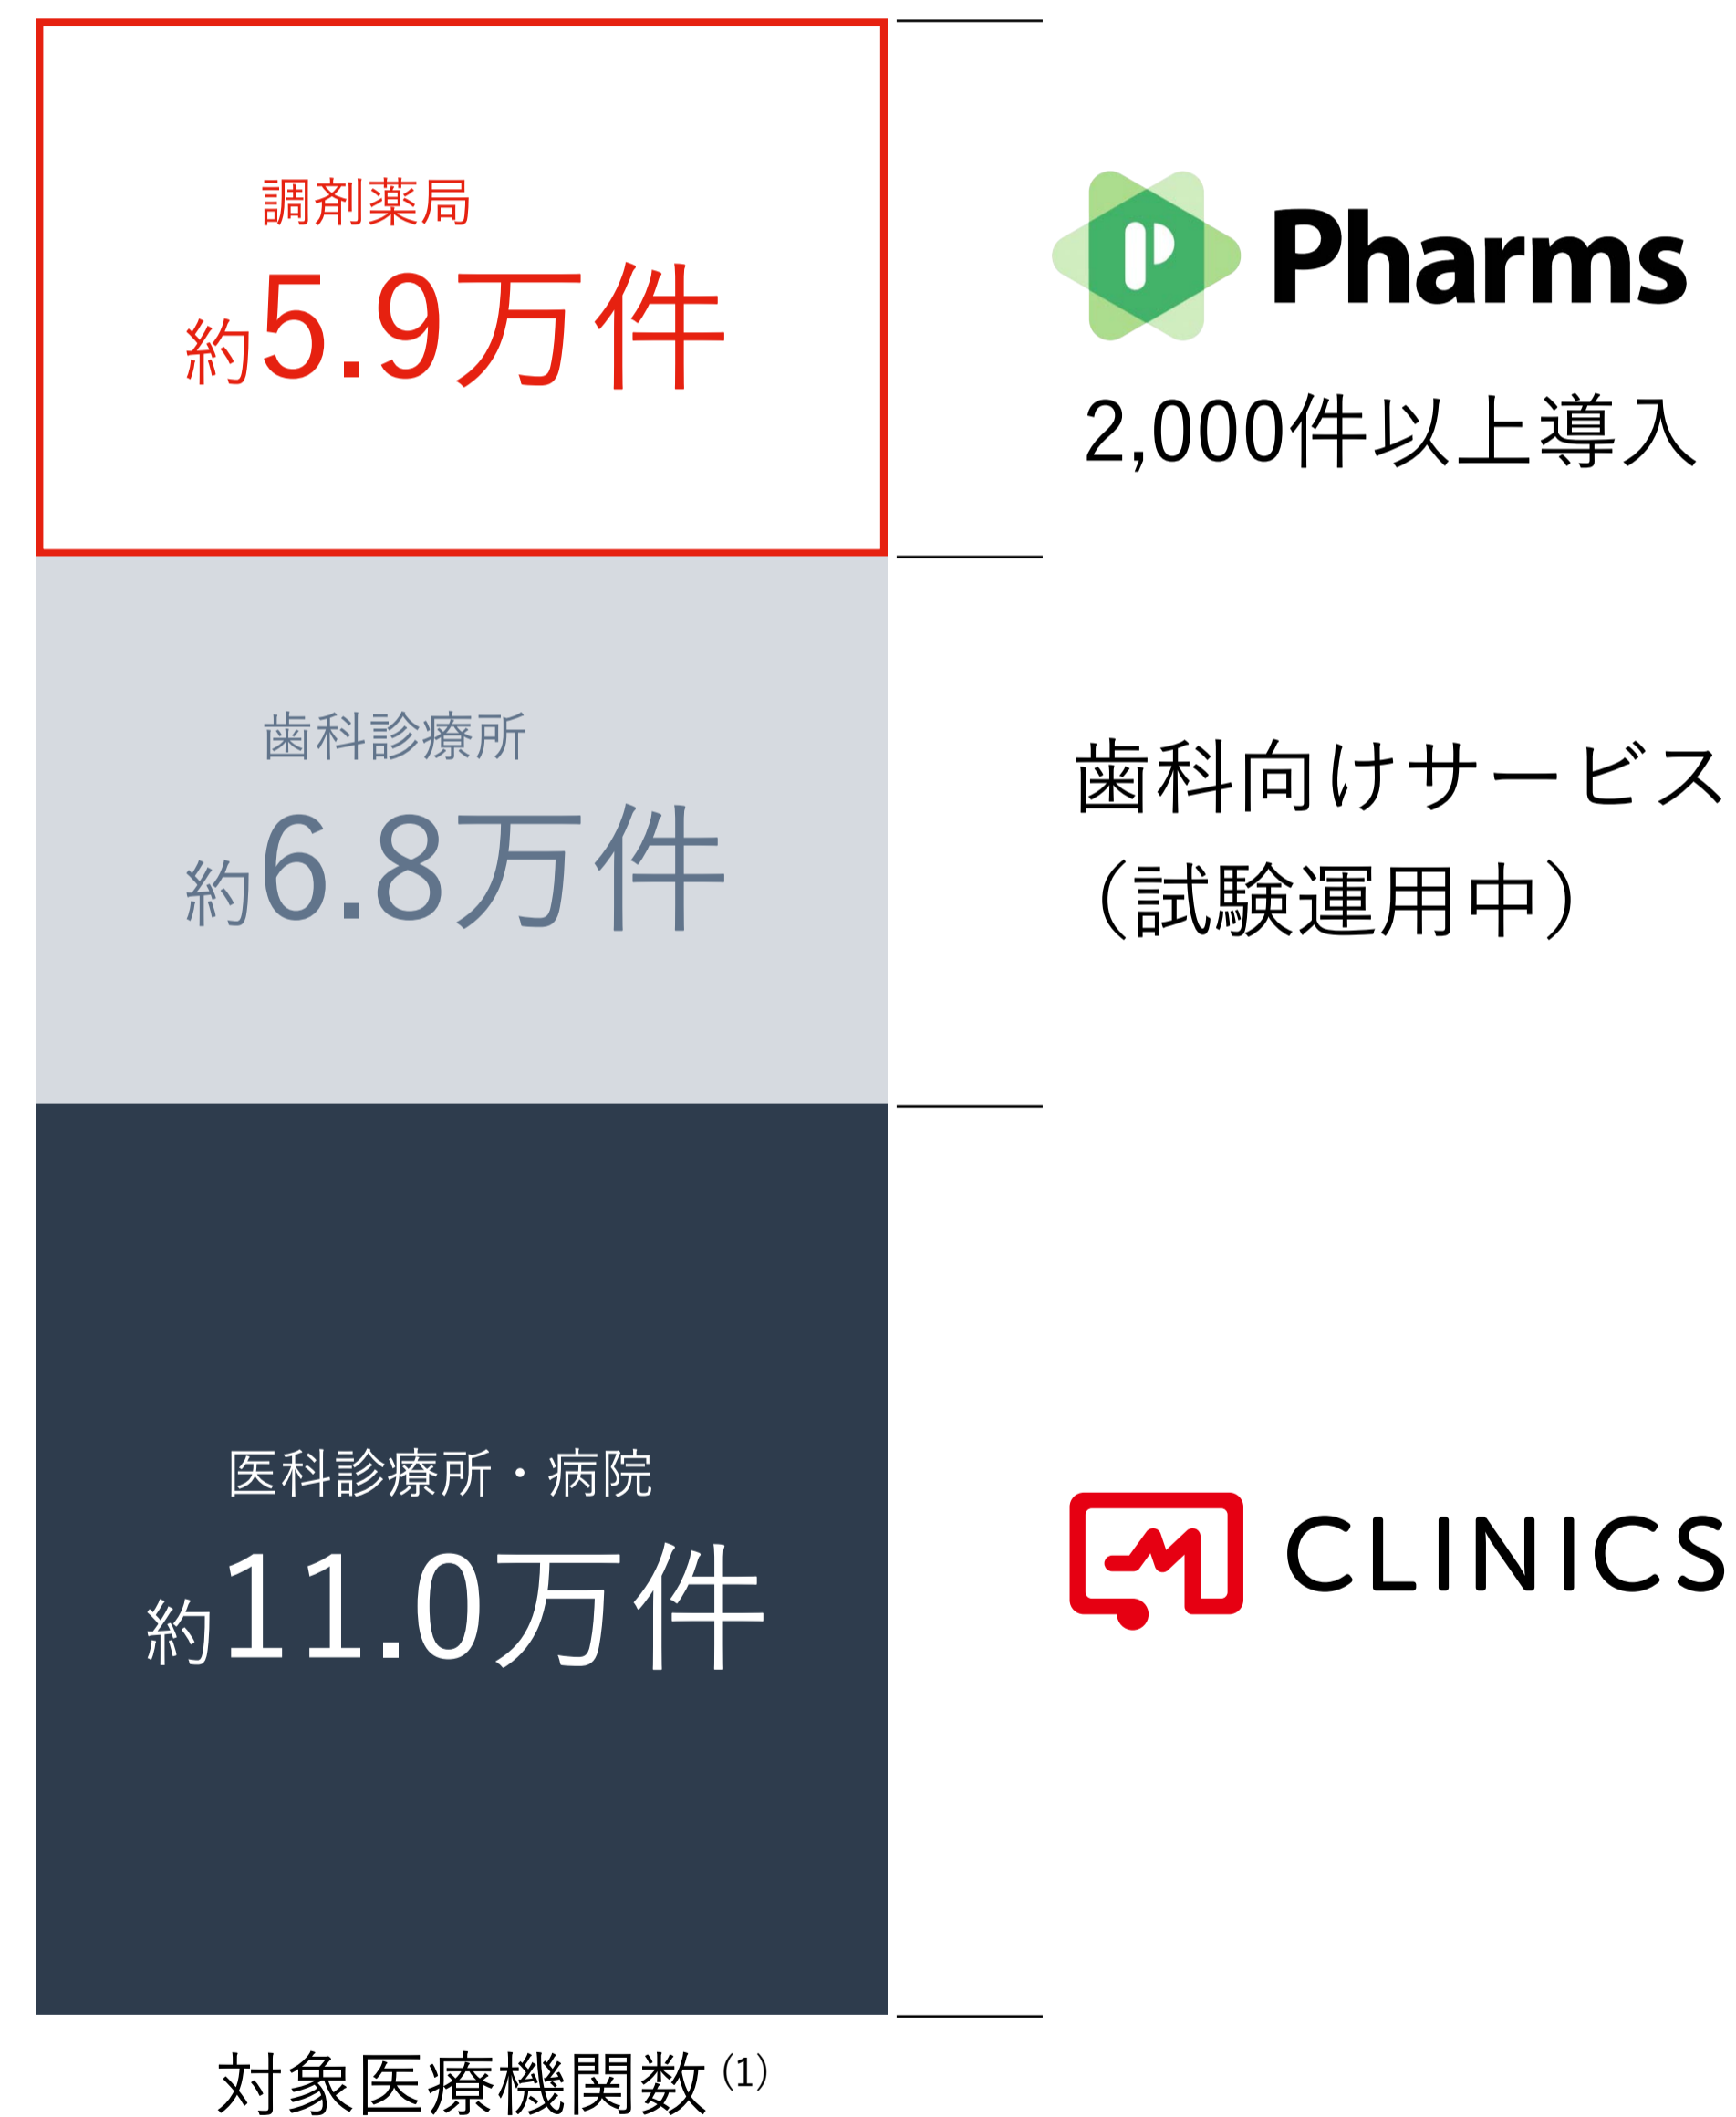 調剤薬局
約5.9万件
Pharms
2,000件以上導入
歯科診療所
約6.8万件
歯科向けサービス
（試験運用中）
医科診療所・病院
約11.0万件
CLINICS
対象医療機関数(1)